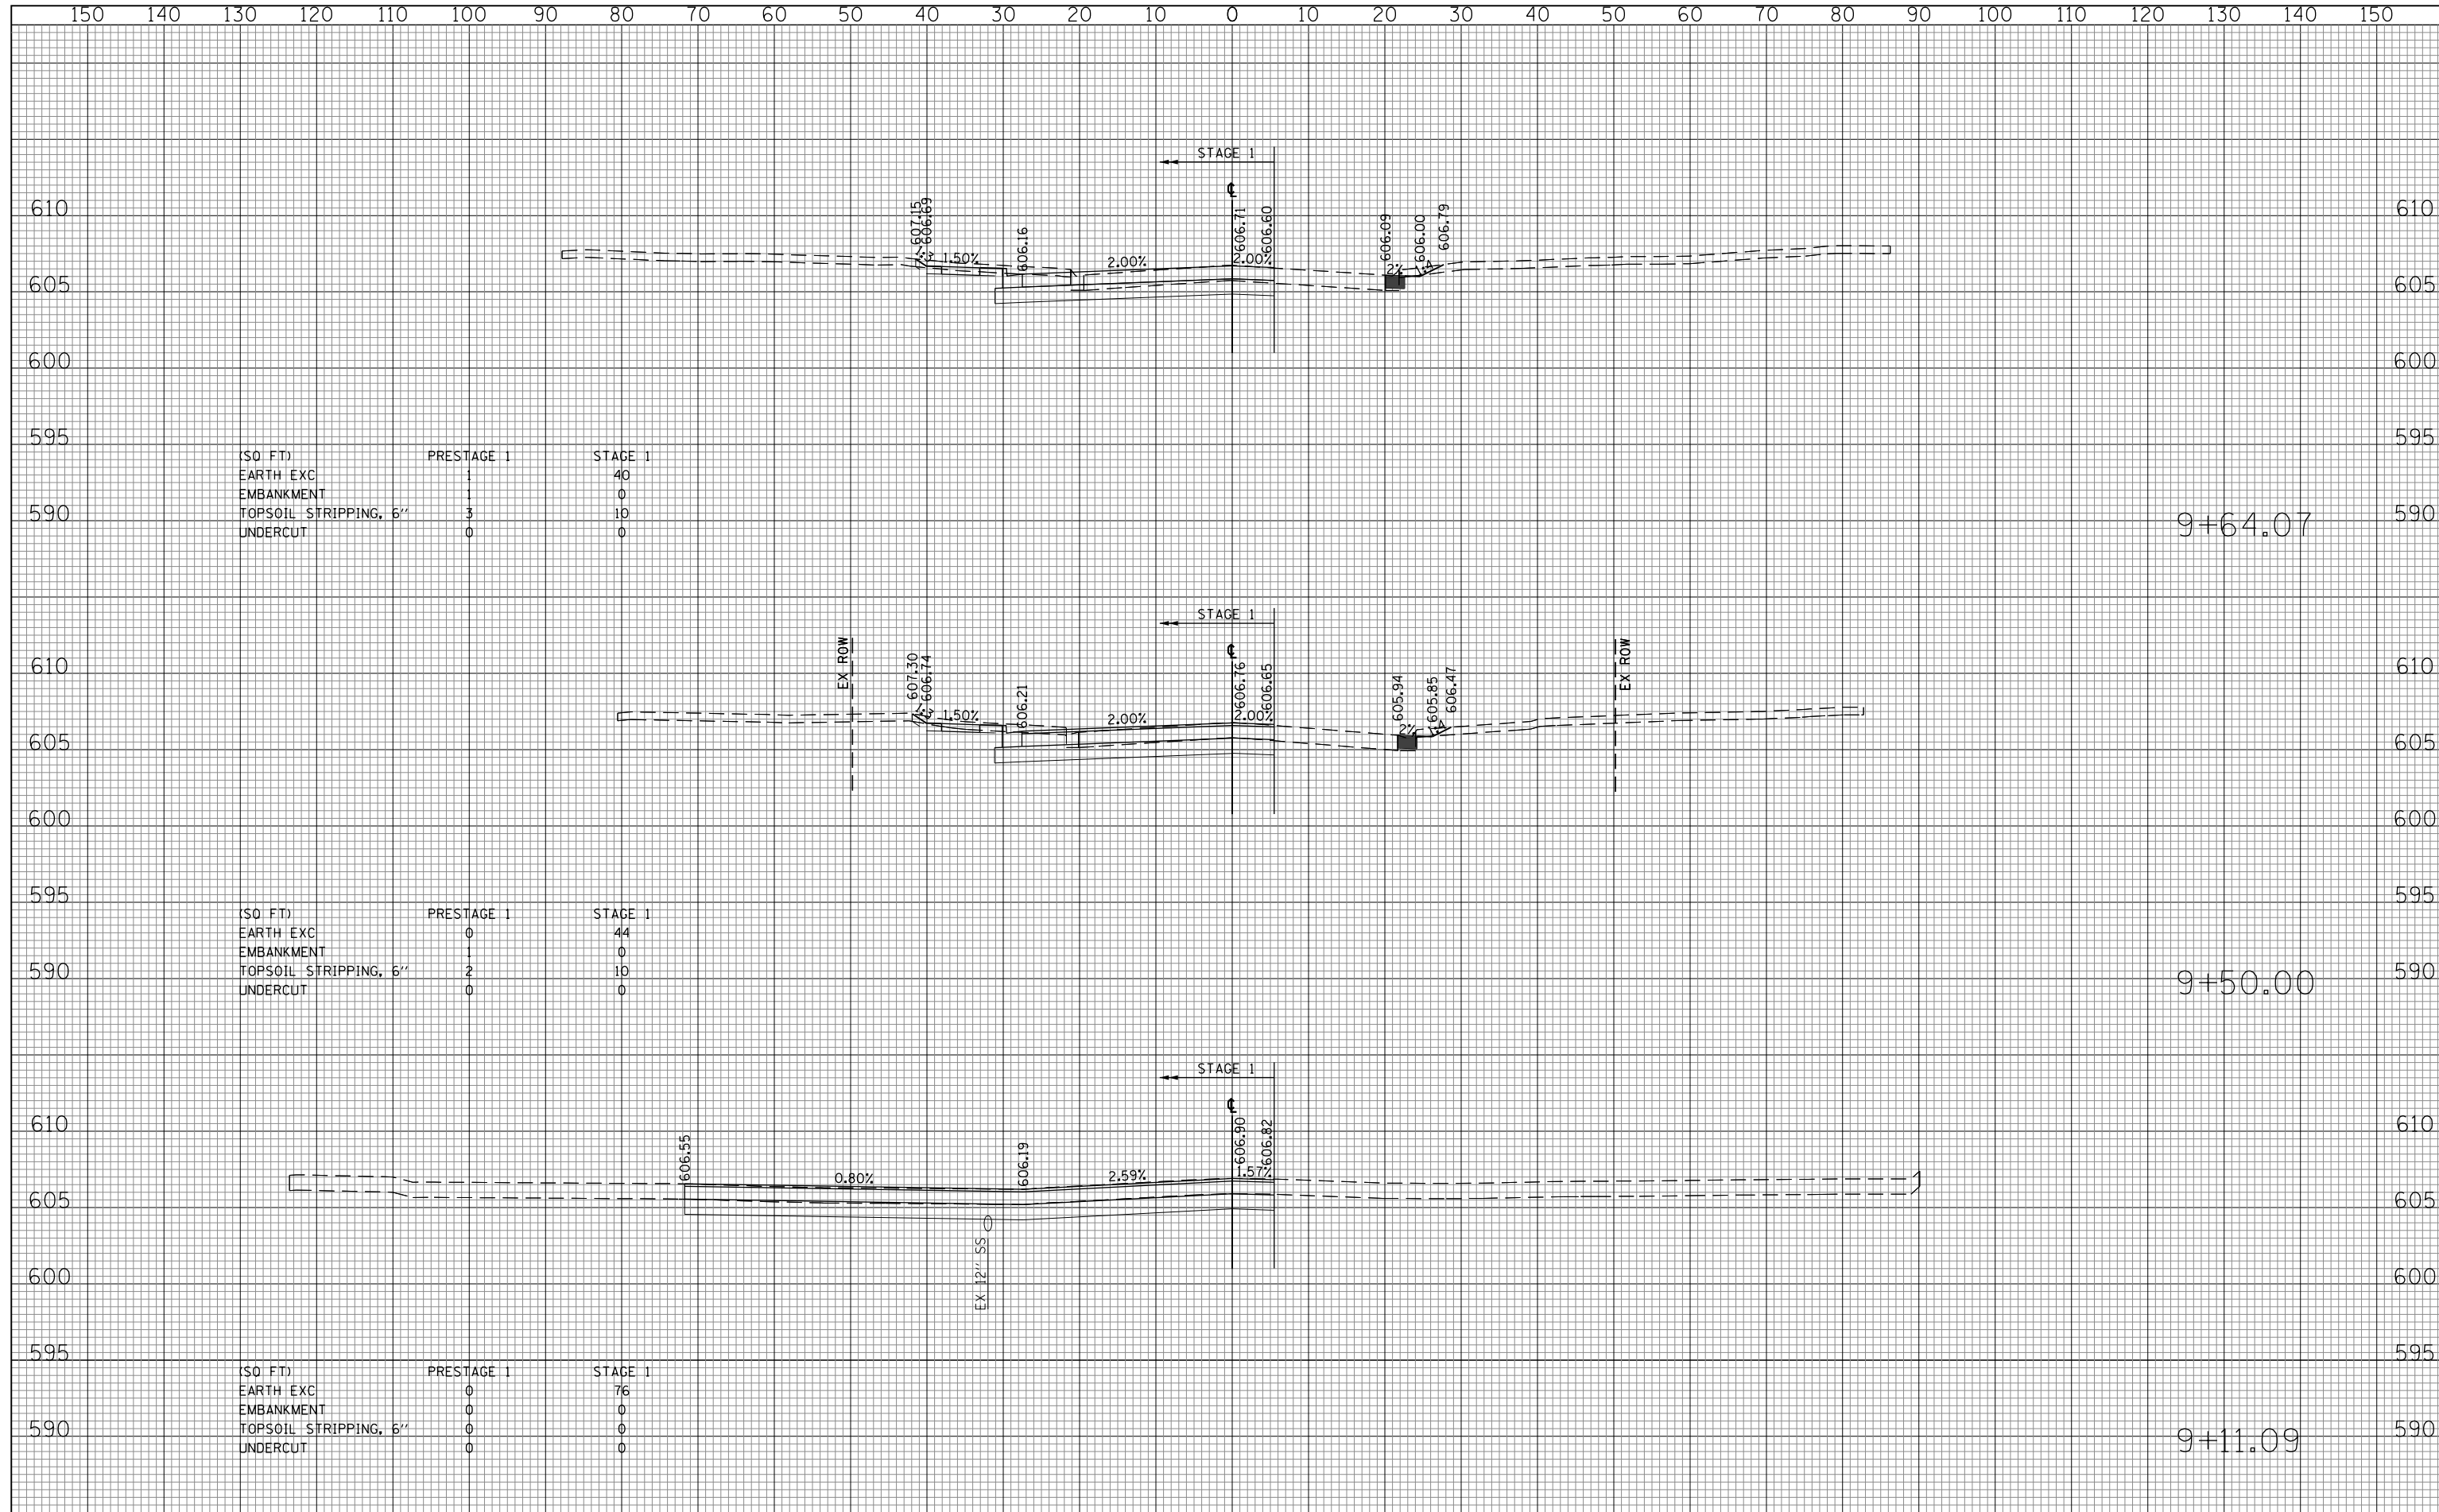 150 140 130 120 110 100 90 80 70 60 50 40 30 20 10 0 10 20 30 40 50 60 70 80 90 100 110 120 130 140 150
STAGE 1
℄
607.15
606.69
606.16
606.71
606.60
606.09
606.00
606.79
610 610
1:3 1.50% 2.00% 2.00% 2% 1:4
605 605
600 600
595 595
(SQ FT) PRESTAGE 1 STAGE 1
EARTH EXC 1 40
EMBANKMENT 1 0
TOPSOIL STRIPPING, 6" 3 10
UNDERCUT 0 0
590 590
9+64.07
STAGE 1
℄
EX ROW
607.30
606.74
606.21
606.76
606.65
605.94
605.85
606.47
EX ROW
610 610
1:3 1.50% 2.00% 2.00% 2% 1:4
605 605
600 600
595 595
(SQ FT) PRESTAGE 1 STAGE 1
EARTH EXC 0 44
EMBANKMENT 1 0
TOPSOIL STRIPPING, 6" 2 10
UNDERCUT 0 0
590 590
9+50.00
STAGE 1
℄
606.55
606.19
606.90
606.82
610 610
0.80% 2.59% 1.57%
605 605
EX 12" SS
600 600
595 595
(SQ FT) PRESTAGE 1 STAGE 1
EARTH EXC 0 76
EMBANKMENT 0 0
TOPSOIL STRIPPING, 6" 0 0
UNDERCUT 0 0
590 590
9+11.09